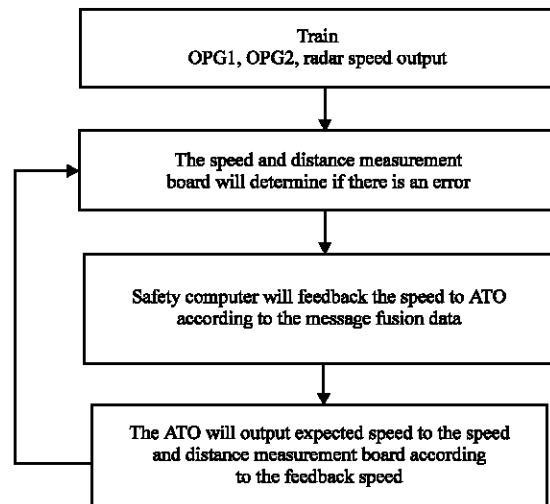 Train
OPG1, OPG2, radar speed output
The speed and distance measurement
board will determine if there is an error
Safety computer will feedback the speed to ATO
according to the message fusion data
The ATO will output expected speed to the speed
and distance measurement board according
to the feedback speed